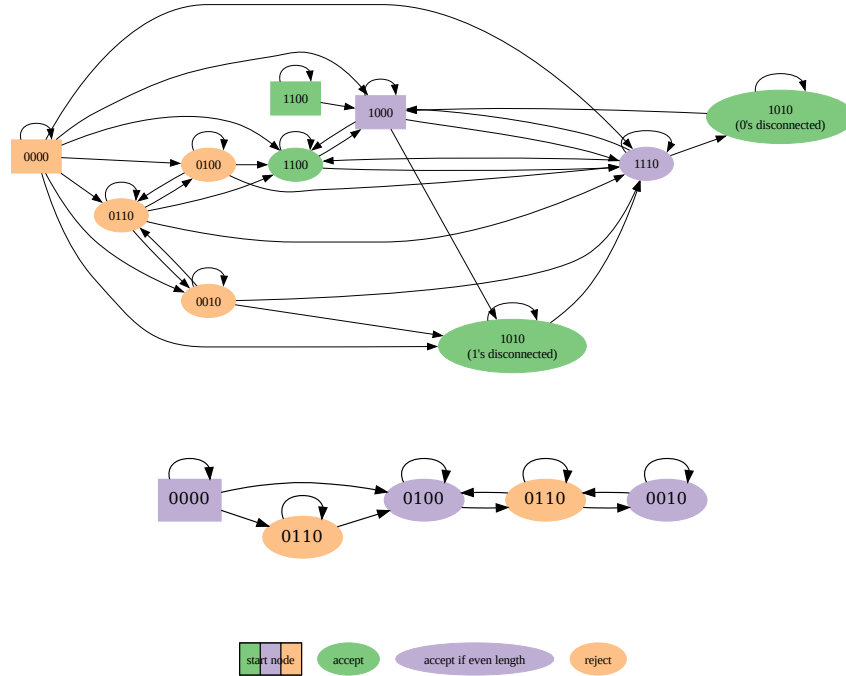 1100
1010
(0's disconnected)
1000
0000
0100
1100
1110
0110
0010
1010
(1's disconnected)
0000
0100
0110
0010
0110
start node
accept
accept if even length
reject